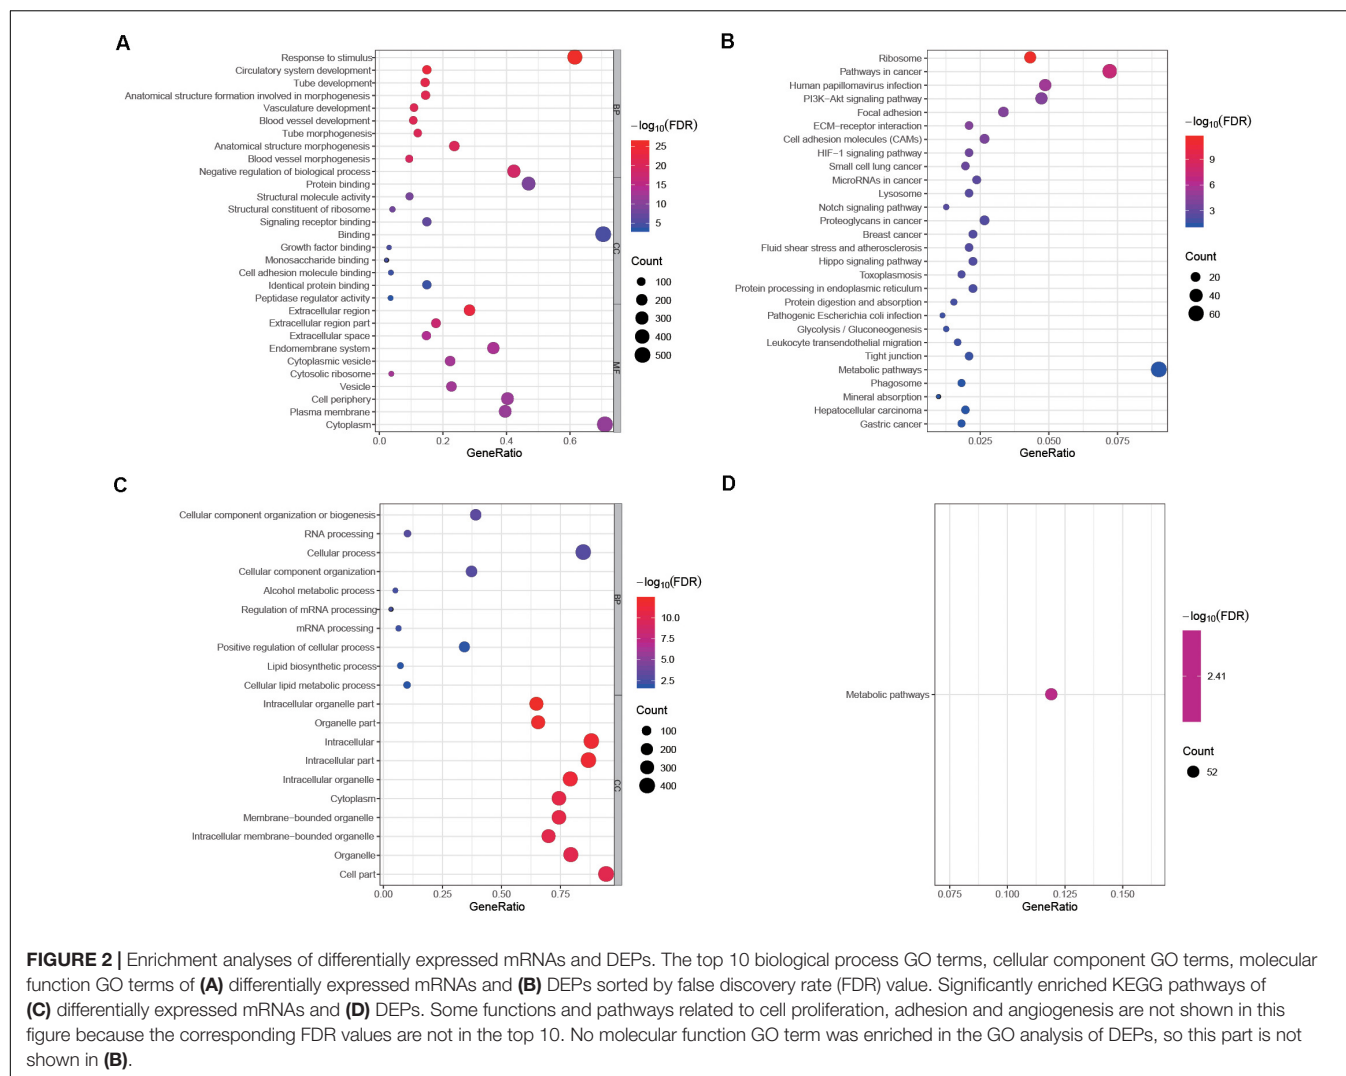 A
Response to stimulus
Circulatory system development
Tube development
Anatomical structure formation involved in morphogenesis
Vasculature development
Blood vessel development
Tube morphogenesis
Anatomical structure morphogenesis
Blood vessel morphogenesis
Negative regulation of biological process
Protein binding
Structural molecule activity
Structural constituent of ribosome
Signaling receptor binding
Binding
Growth factor binding
Monosaccharide binding
Cell adhesion molecule binding
Identical protein binding
Peptidase regulator activity
Extracellular region
Extracellular region part
Extracellular space
Endomembrane system
Cytoplasmic vesicle
Cytosolic ribosome
Vesicle
Cell periphery
Plasma membrane
Cytoplasm
BP
CC
MF
0.0 0.2 0.4 0.6
GeneRatio
−log10(FDR)
25
20
15
10
5
Count
100
200
300
400
500
B
Ribosome
Pathways in cancer
Human papillomavirus infection
PI3K−Akt signaling pathway
Focal adhesion
ECM−receptor interaction
Cell adhesion molecules (CAMs)
HIF−1 signaling pathway
Small cell lung cancer
MicroRNAs in cancer
Lysosome
Notch signaling pathway
Proteoglycans in cancer
Breast cancer
Fluid shear stress and atherosclerosis
Hippo signaling pathway
Toxoplasmosis
Protein processing in endoplasmic reticulum
Protein digestion and absorption
Pathogenic Escherichia coli infection
Glycolysis / Gluconeogenesis
Leukocyte transendothelial migration
Tight junction
Metabolic pathways
Phagosome
Mineral absorption
Hepatocellular carcinoma
Gastric cancer
0.025 0.050 0.075
GeneRatio
−log10(FDR)
9
6
3
Count
20
40
60
C
Cellular component organization or biogenesis
RNA processing
Cellular process
Cellular component organization
Alcohol metabolic process
Regulation of mRNA processing
mRNA processing
Positive regulation of cellular process
Lipid biosynthetic process
Cellular lipid metabolic process
Intracellular organelle part
Organelle part
Intracellular
Intracellular part
Intracellular organelle
Cytoplasm
Membrane−bounded organelle
Intracellular membrane−bounded organelle
Organelle
Cell part
BP
CC
0.00 0.25 0.50 0.75
GeneRatio
−log10(FDR)
10.0
7.5
5.0
2.5
Count
100
200
300
400
D
Metabolic pathways
0.075 0.100 0.125 0.150
GeneRatio
−log10(FDR)
2.41
Count
52
FIGURE 2 | Enrichment analyses of differentially expressed mRNAs and DEPs. The top 10 biological process GO terms, cellular component GO terms, molecular
function GO terms of (A) differentially expressed mRNAs and (B) DEPs sorted by false discovery rate (FDR) value. Significantly enriched KEGG pathways of
(C) differentially expressed mRNAs and (D) DEPs. Some functions and pathways related to cell proliferation, adhesion and angiogenesis are not shown in this
figure because the corresponding FDR values are not in the top 10. No molecular function GO term was enriched in the GO analysis of DEPs, so this part is not
shown in (B).